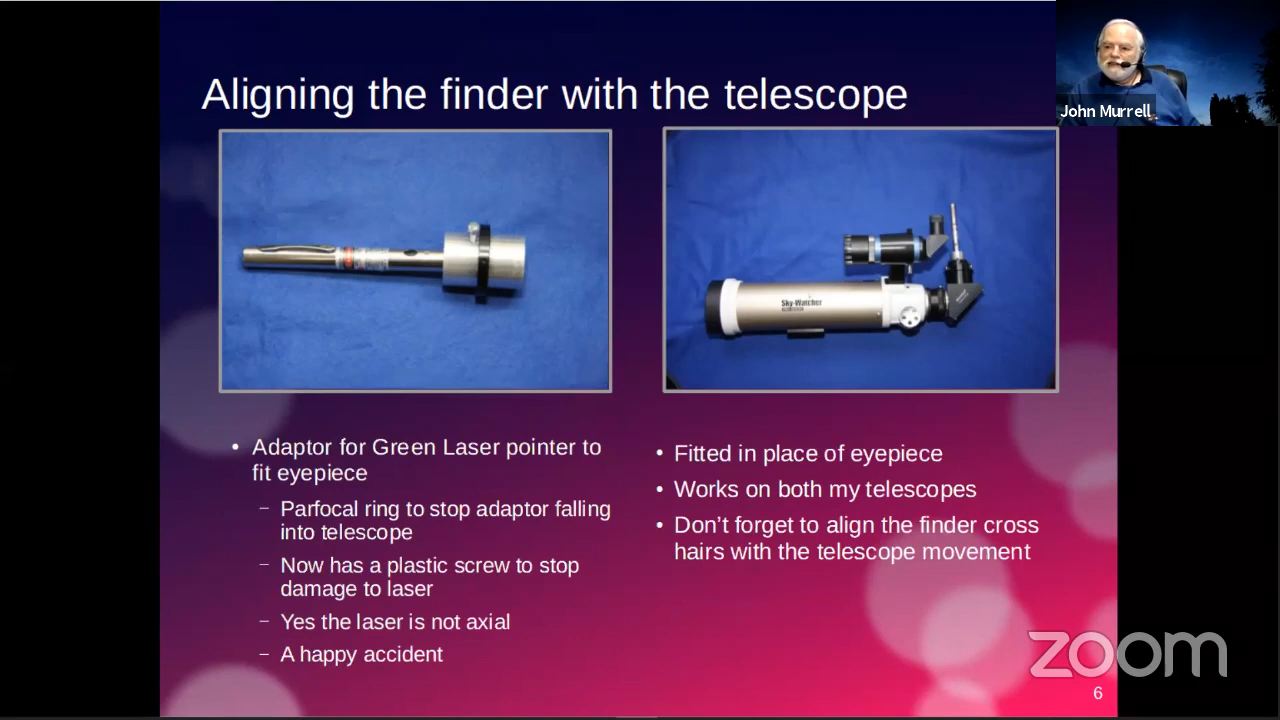 Aligning the finder with the telescope
John Murrell
Sky-Watcher
• Adaptor for Green Laser pointer to
fit eyepiece
– Parfocal ring to stop adaptor falling
into telescope
– Now has a plastic screw to stop
damage to laser
– Yes the laser is not axial
– A happy accident
• Fitted in place of eyepiece
• Works on both my telescopes
• Don't forget to align the finder cross
hairs with the telescope movement
zoom
6